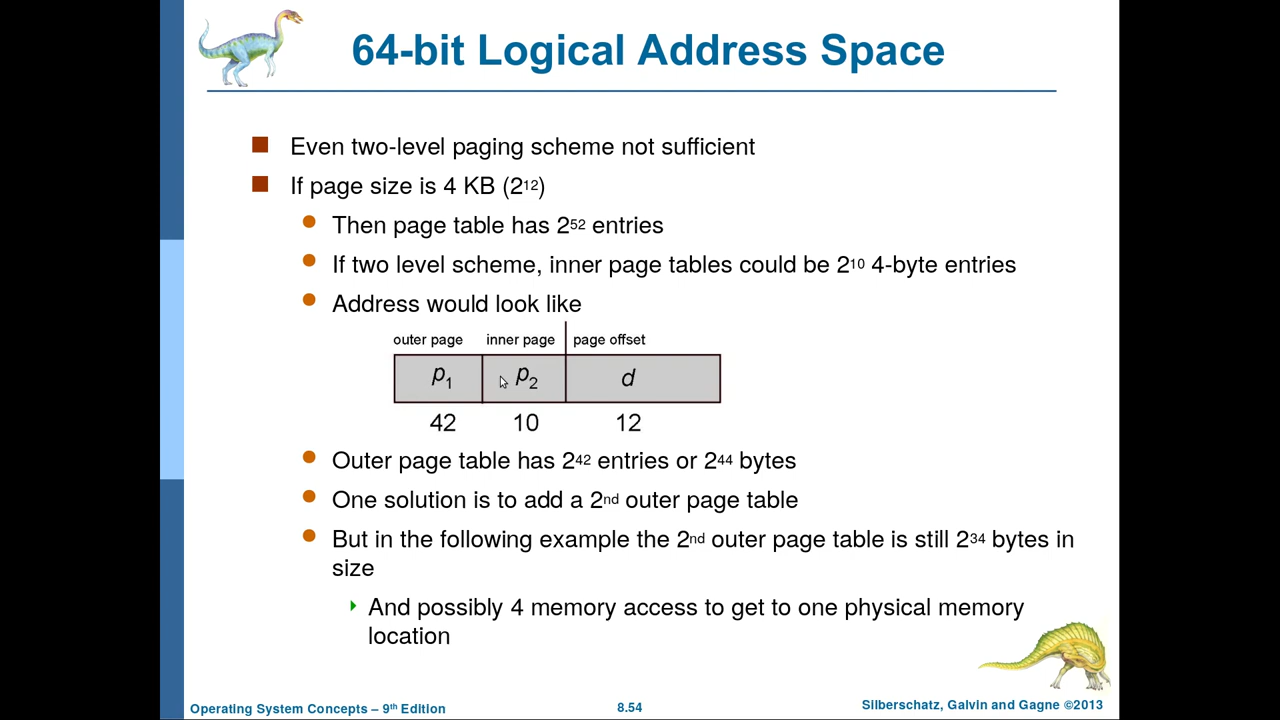 64-bit Logical Address Space
Even two-level paging scheme not sufficient
If page size is 4 KB (2¹²)
Then page table has 2⁵² entries
If two level scheme, inner page tables could be 2¹⁰ 4-byte entries
Address would look like
outer page inner page page offset
p₁ p₂ d
42 10 12
Outer page table has 2⁴² entries or 2⁴⁴ bytes
One solution is to add a 2ⁿᵈ outer page table
But in the following example the 2ⁿᵈ outer page table is still 2³⁴ bytes in
size
And possibly 4 memory access to get to one physical memory
location
Operating System Concepts – 9ᵗʰ Edition 8.54 Silberschatz, Galvin and Gagne ©2013